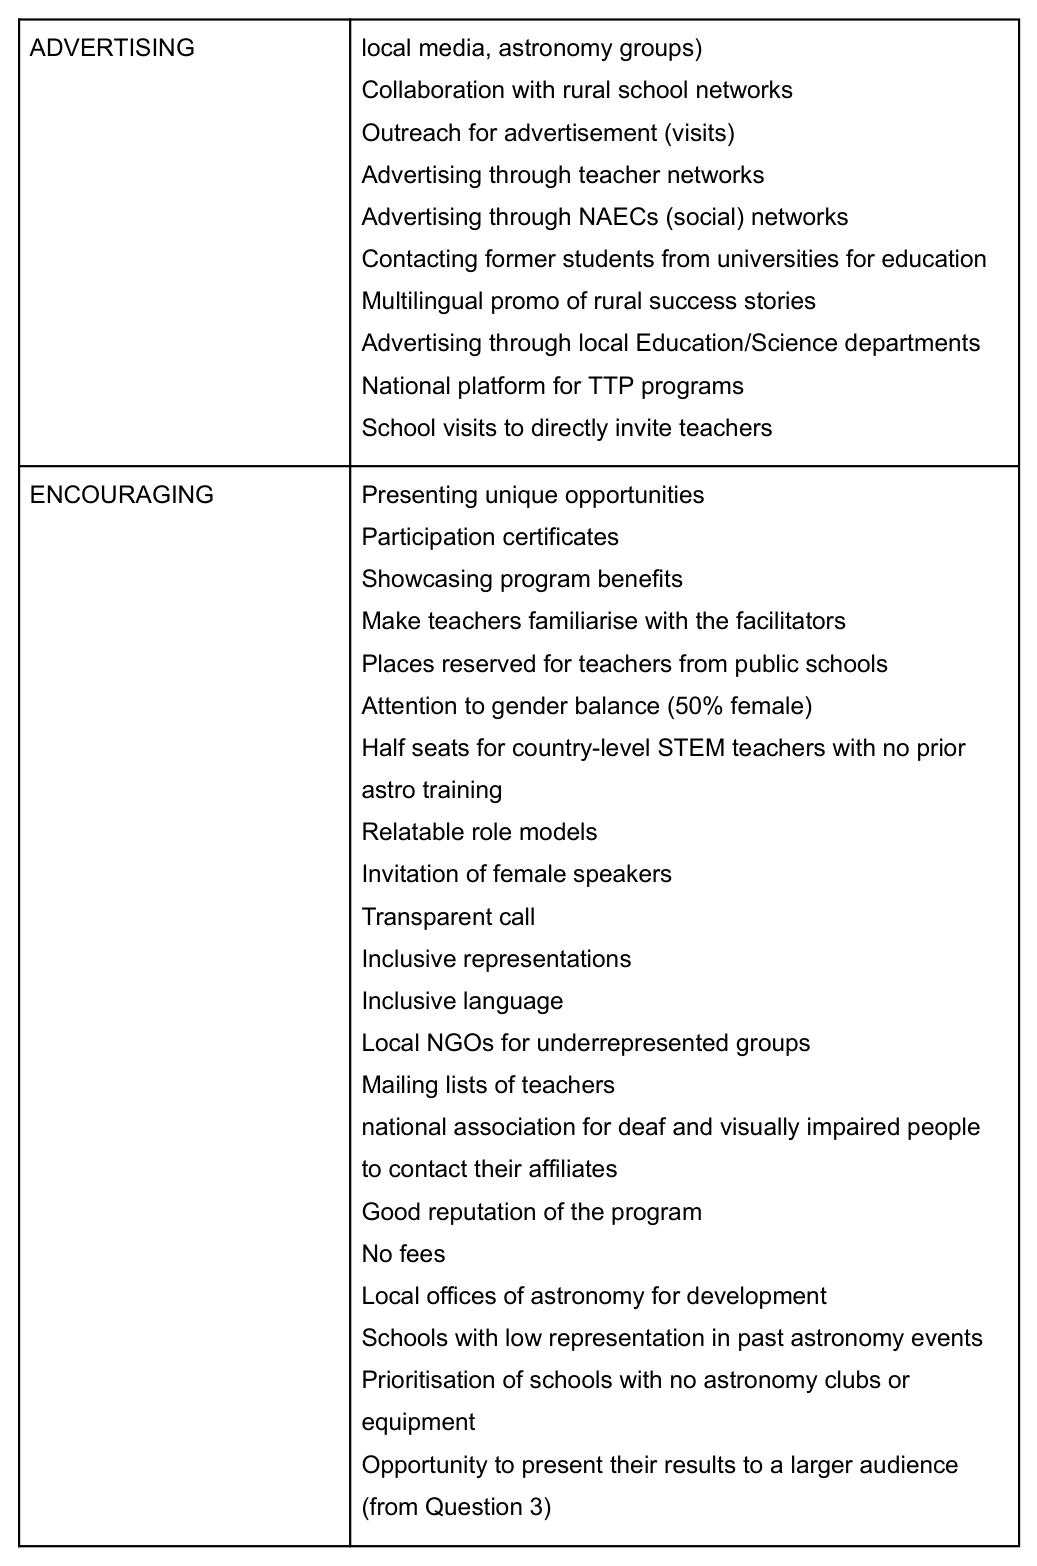 ADVERTISING
local media, astronomy groups)
Collaboration with rural school networks
Outreach for advertisement (visits)
Advertising through teacher networks
Advertising through NAECs (social) networks
Contacting former students from universities for education
Multilingual promo of rural success stories
Advertising through local Education/Science departments
National platform for TTP programs
School visits to directly invite teachers
ENCOURAGING
Presenting unique opportunities
Participation certificates
Showcasing program benefits
Make teachers familiarise with the facilitators
Places reserved for teachers from public schools
Attention to gender balance (50% female)
Half seats for country-level STEM teachers with no prior
astro training
Relatable role models
Invitation of female speakers
Transparent call
Inclusive representations
Inclusive language
Local NGOs for underrepresented groups
Mailing lists of teachers
national association for deaf and visually impaired people
to contact their affiliates
Good reputation of the program
No fees
Local offices of astronomy for development
Schools with low representation in past astronomy events
Prioritisation of schools with no astronomy clubs or
equipment
Opportunity to present their results to a larger audience
(from Question 3)